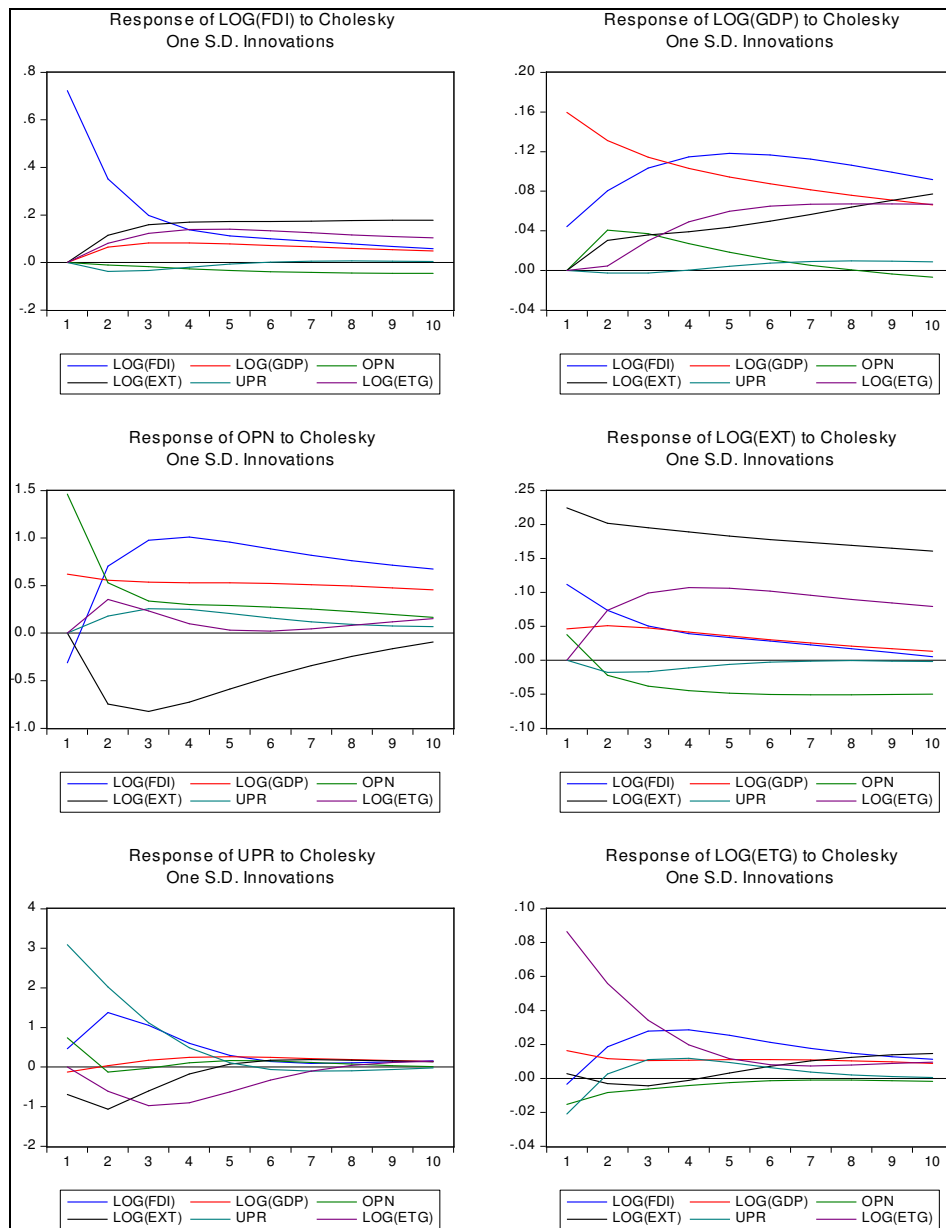 Response of LOG(FDI) to Cholesky
One S.D. Innovations
.8
.6
.4
.2
.0
-.2
1 2 3 4 5 6 7 8 9 10
LOG(FDI) LOG(GDP) OPN
LOG(EXT) UPR LOG(ETG)
Response of LOG(GDP) to Cholesky
One S.D. Innovations
.20
.16
.12
.08
.04
.00
-.04
1 2 3 4 5 6 7 8 9 10
LOG(FDI) LOG(GDP) OPN
LOG(EXT) UPR LOG(ETG)
Response of OPN to Cholesky
One S.D. Innovations
1.5
1.0
0.5
0.0
-0.5
-1.0
1 2 3 4 5 6 7 8 9 10
LOG(FDI) LOG(GDP) OPN
LOG(EXT) UPR LOG(ETG)
Response of LOG(EXT) to Cholesky
One S.D. Innovations
.25
.20
.15
.10
.05
.00
-.05
-.10
1 2 3 4 5 6 7 8 9 10
LOG(FDI) LOG(GDP) OPN
LOG(EXT) UPR LOG(ETG)
Response of UPR to Cholesky
One S.D. Innovations
4
3
2
1
0
-1
-2
1 2 3 4 5 6 7 8 9 10
LOG(FDI) LOG(GDP) OPN
LOG(EXT) UPR LOG(ETG)
Response of LOG(ETG) to Cholesky
One S.D. Innovations
.10
.08
.06
.04
.02
.00
-.02
-.04
1 2 3 4 5 6 7 8 9 10
LOG(FDI) LOG(GDP) OPN
LOG(EXT) UPR LOG(ETG)